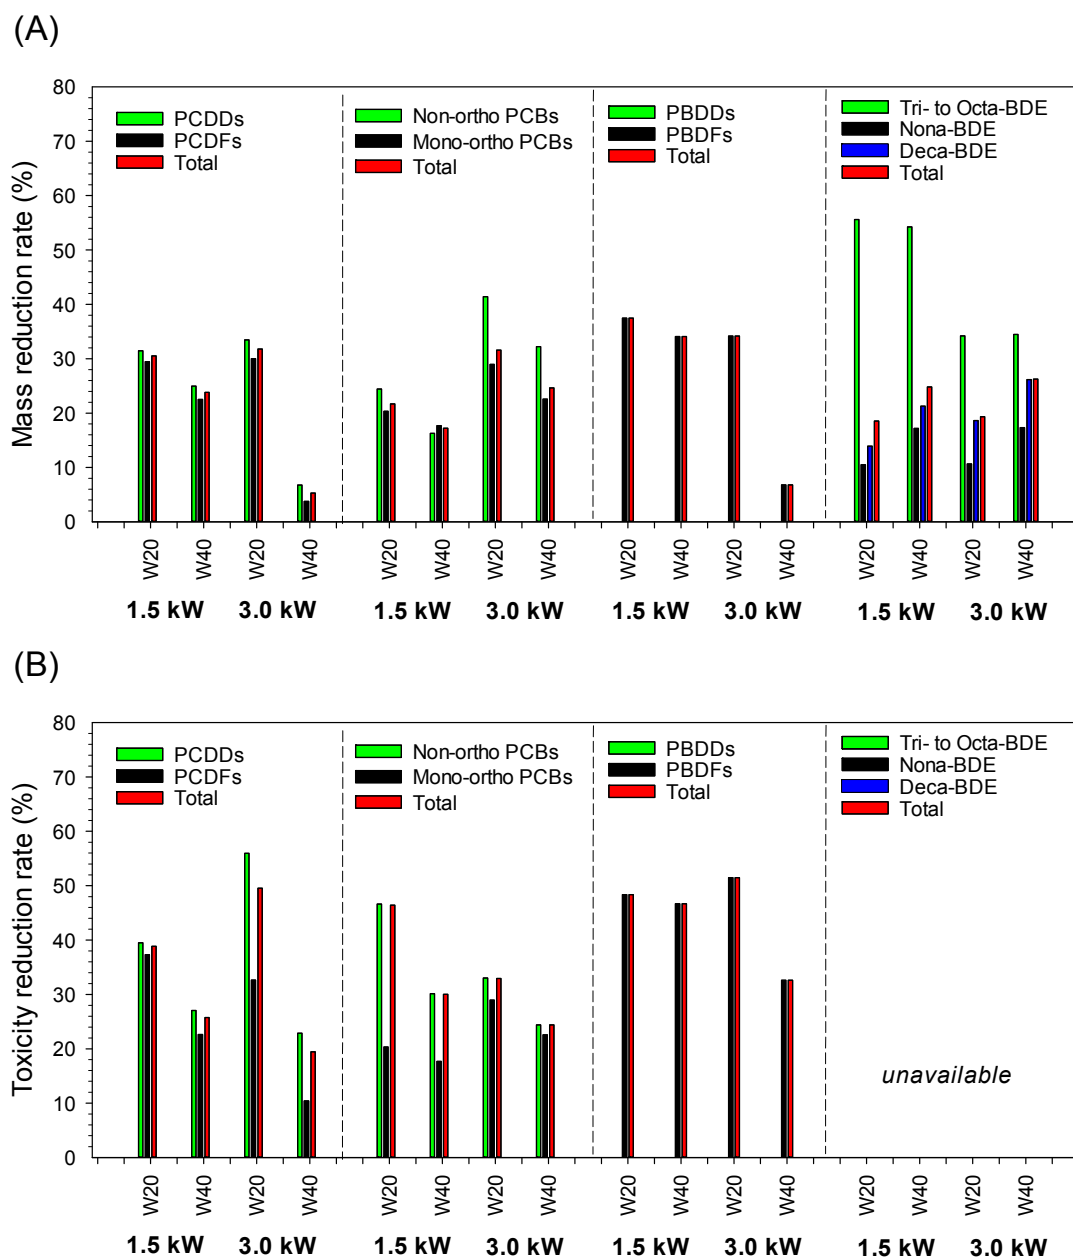 (A)
Mass reduction rate (%)
80
70
60
50
40
30
20
10
0
PCDDs
PCDFs
Total
Non-ortho PCBs
Mono-ortho PCBs
Total
PBDDs
PBDFs
Total
Tri- to Octa-BDE
Nona-BDE
Deca-BDE
Total
W20 W40 W20 W40 W20 W40 W20 W40 W20 W40 W20 W40 W20 W40 W20 W40
1.5 kW 3.0 kW 1.5 kW 3.0 kW 1.5 kW 3.0 kW 1.5 kW 3.0 kW
(B)
Toxicity reduction rate (%)
80
70
60
50
40
30
20
10
0
PCDDs
PCDFs
Total
Non-ortho PCBs
Mono-ortho PCBs
Total
PBDDs
PBDFs
Total
Tri- to Octa-BDE
Nona-BDE
Deca-BDE
Total
unavailable
W20 W40 W20 W40 W20 W40 W20 W40 W20 W40 W20 W40 W20 W40 W20 W40
1.5 kW 3.0 kW 1.5 kW 3.0 kW 1.5 kW 3.0 kW 1.5 kW 3.0 kW